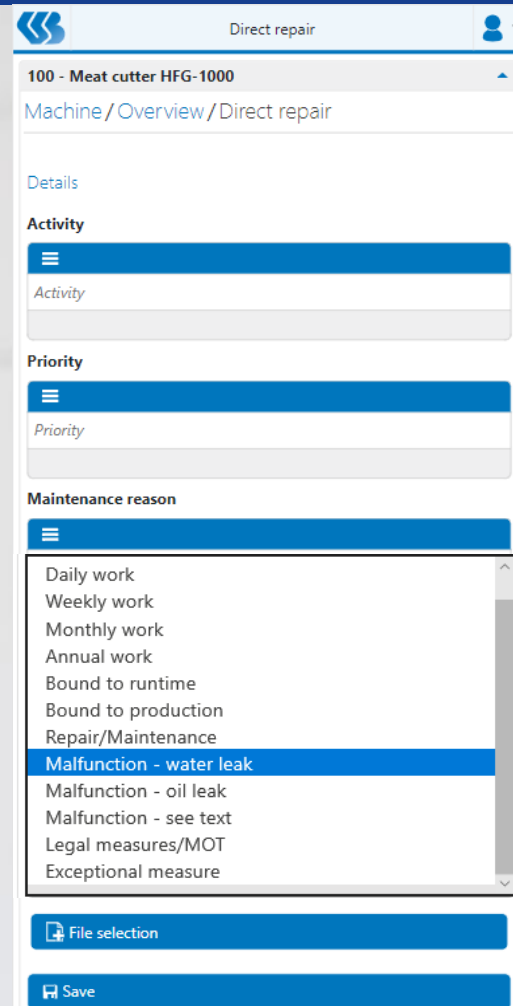 Direct repair
100 - Meat cutter HFG-1000
Machine / Overview / Direct repair
Details
Activity
Activity
Priority
Priority
Maintenance reason
Daily work
Weekly work
Monthly work
Annual work
Bound to runtime
Bound to production
Repair/Maintenance
Malfunction - water leak
Malfunction - oil leak
Malfunction - see text
Legal measures/MOT
Exceptional measure
File selection
Save